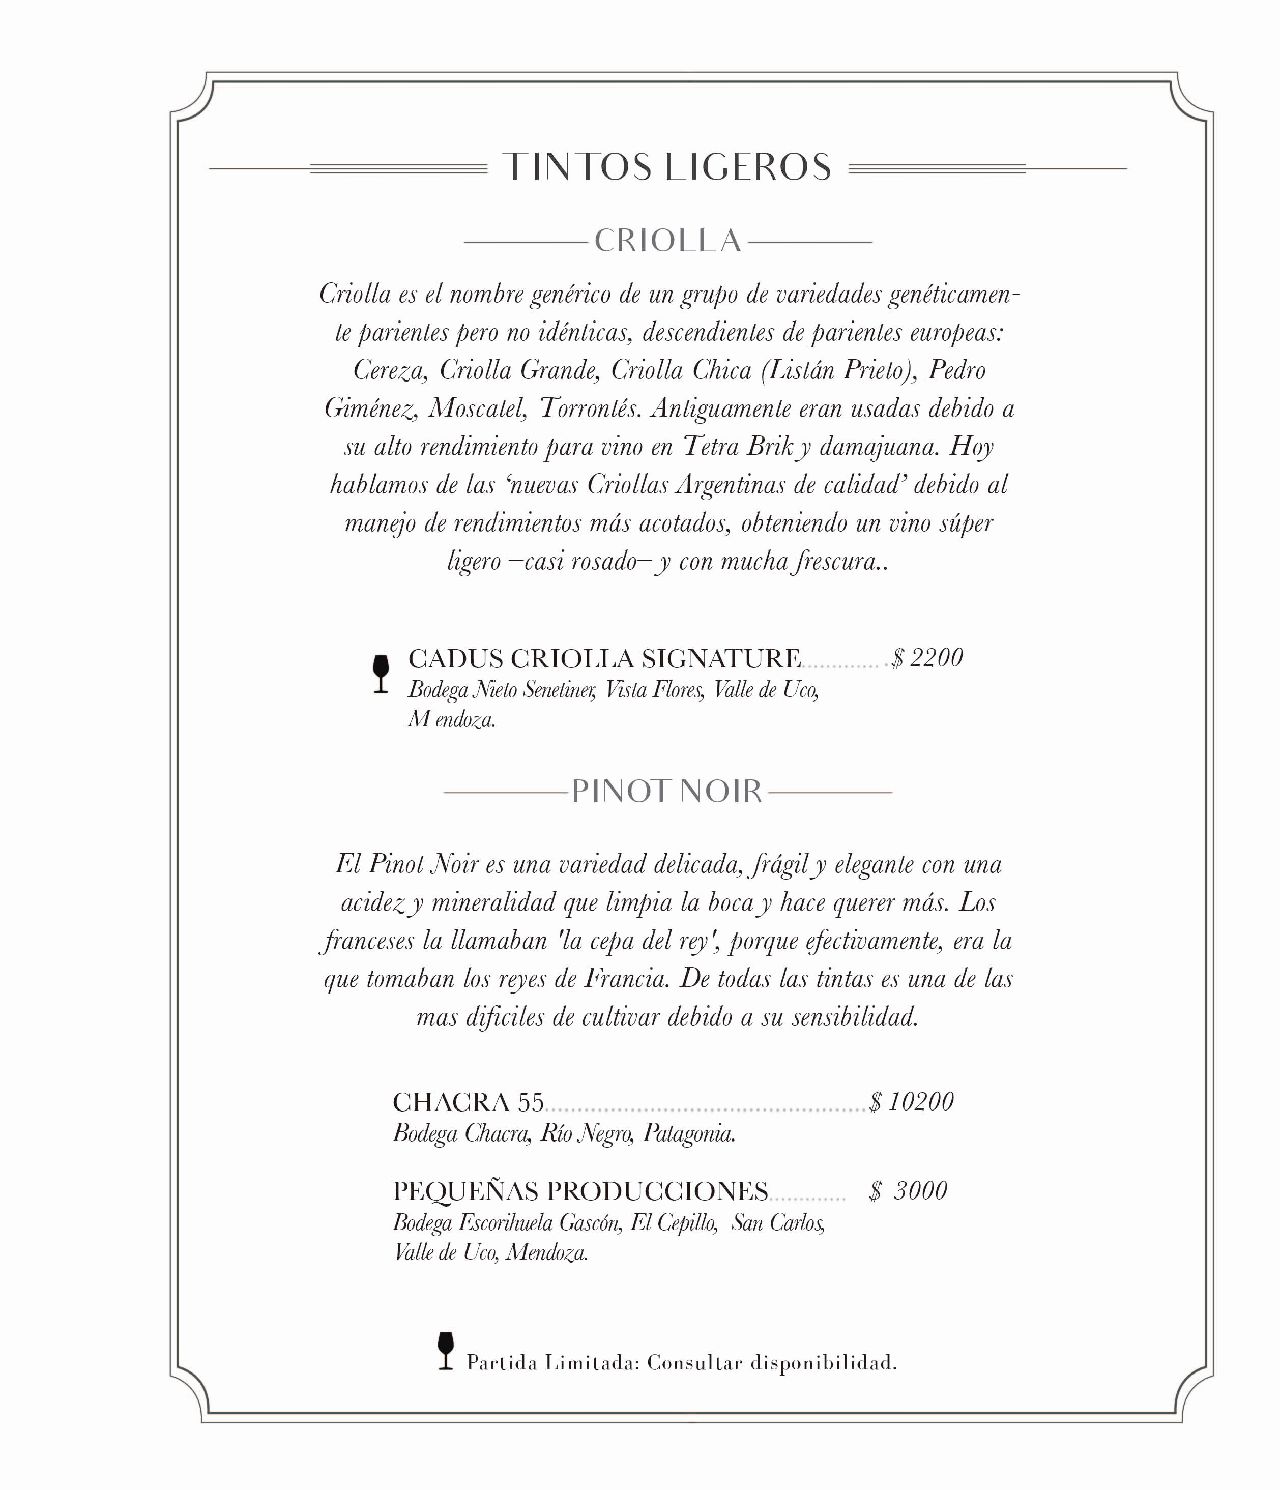 TINTOS LIGEROS
CRIOLLA
Criolla es el nombre genérico de un grupo de variedades genéticamen-
te parientes pero no idénticas, descendientes de parientes europeas:
Cereza, Criolla Grande, Criolla Chica (Listán Prieto), Pedro
Giménez, Moscatel, Torrontés. Antiguamente eran usadas debido a
su alto rendimiento para vino en Tetra Brik y damajuana. Hoy
hablamos de las ‘nuevas Criollas Argentinas de calidad’ debido al
manejo de rendimientos más acotados, obteniendo un vino súper
ligero –casi rosado– y con mucha frescura..
CADUS CRIOLLA SIGNATURE..............$ 2200
Bodega Nieto Senetiner, Vista Flores, Valle de Uco,
M endoza.
PINOT NOIR
El Pinot Noir es una variedad delicada, frágil y elegante con una
acidez y mineralidad que limpia la boca y hace querer más. Los
franceses la llamaban 'la cepa del rey', porque efectivamente, era la
que tomaban los reyes de Francia. De todas las tintas es una de las
mas dificiles de cultivar debido a su sensibilidad.
CHACRA 55................................................$ 10200
Bodega Chacra, Río Negro, Patagonia.
PEQUEÑAS PRODUCCIONES............ $ 3000
Bodega Escorihuela Gascón, El Cepillo, San Carlos,
Valle de Uco, Mendoza.
Partida Limitada: Consultar disponibilidad.